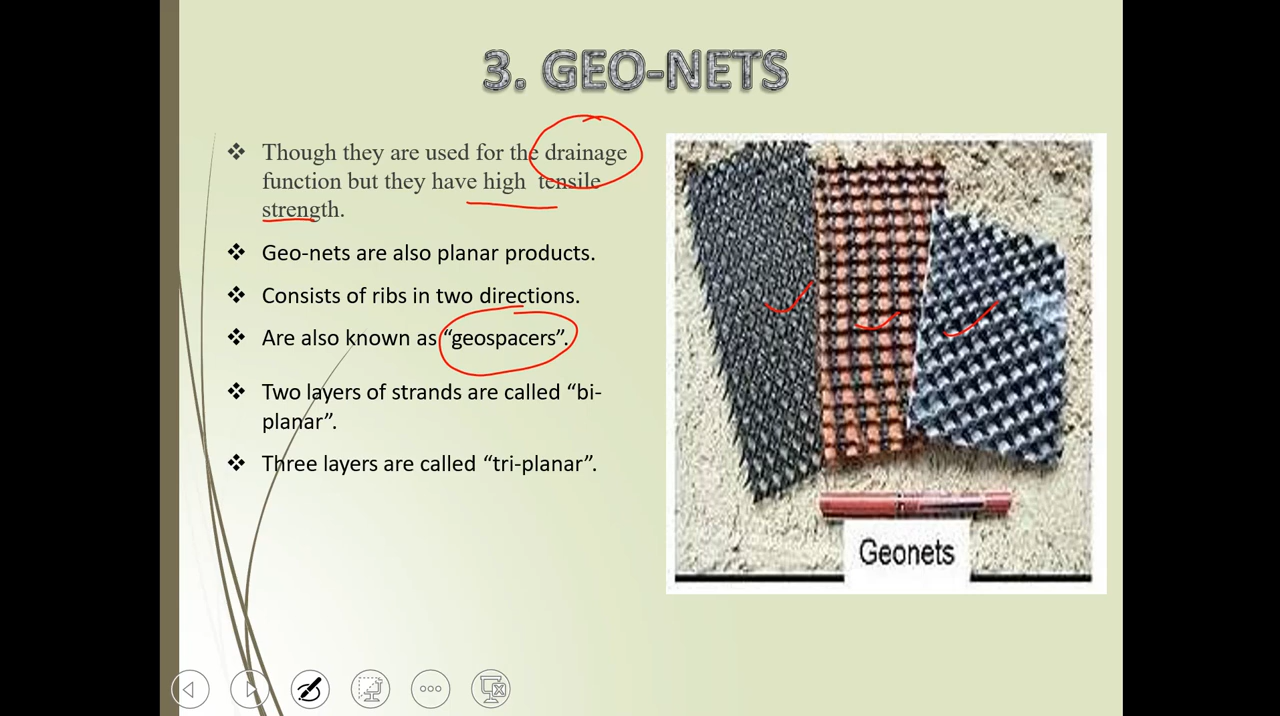 3. GEO-NETS
Though they are used for the drainage
function but they have high tensile
strength.
Geo-nets are also planar products.
Consists of ribs in two directions.
Are also known as “geospacers”.
Two layers of strands are called “bi-
planar”.
Three layers are called “tri-planar”.
Geonets